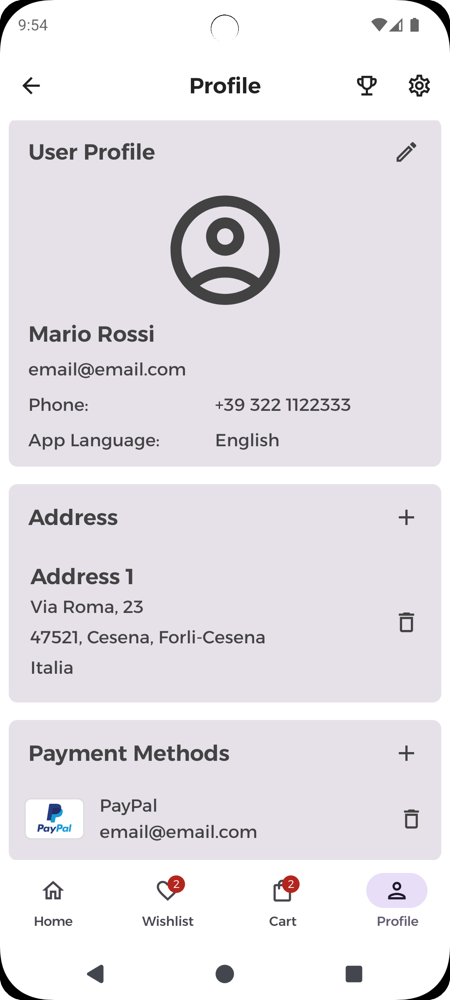 9:54
Profile
User Profile
Mario Rossi
email@email.com
Phone: +39 322 1122333
App Language: English
Address
Address 1
Via Roma, 23
47521, Cesena, Forli-Cesena
Italia
Payment Methods
PayPal
PayPal
email@email.com
2 2
Home Wishlist Cart Profile